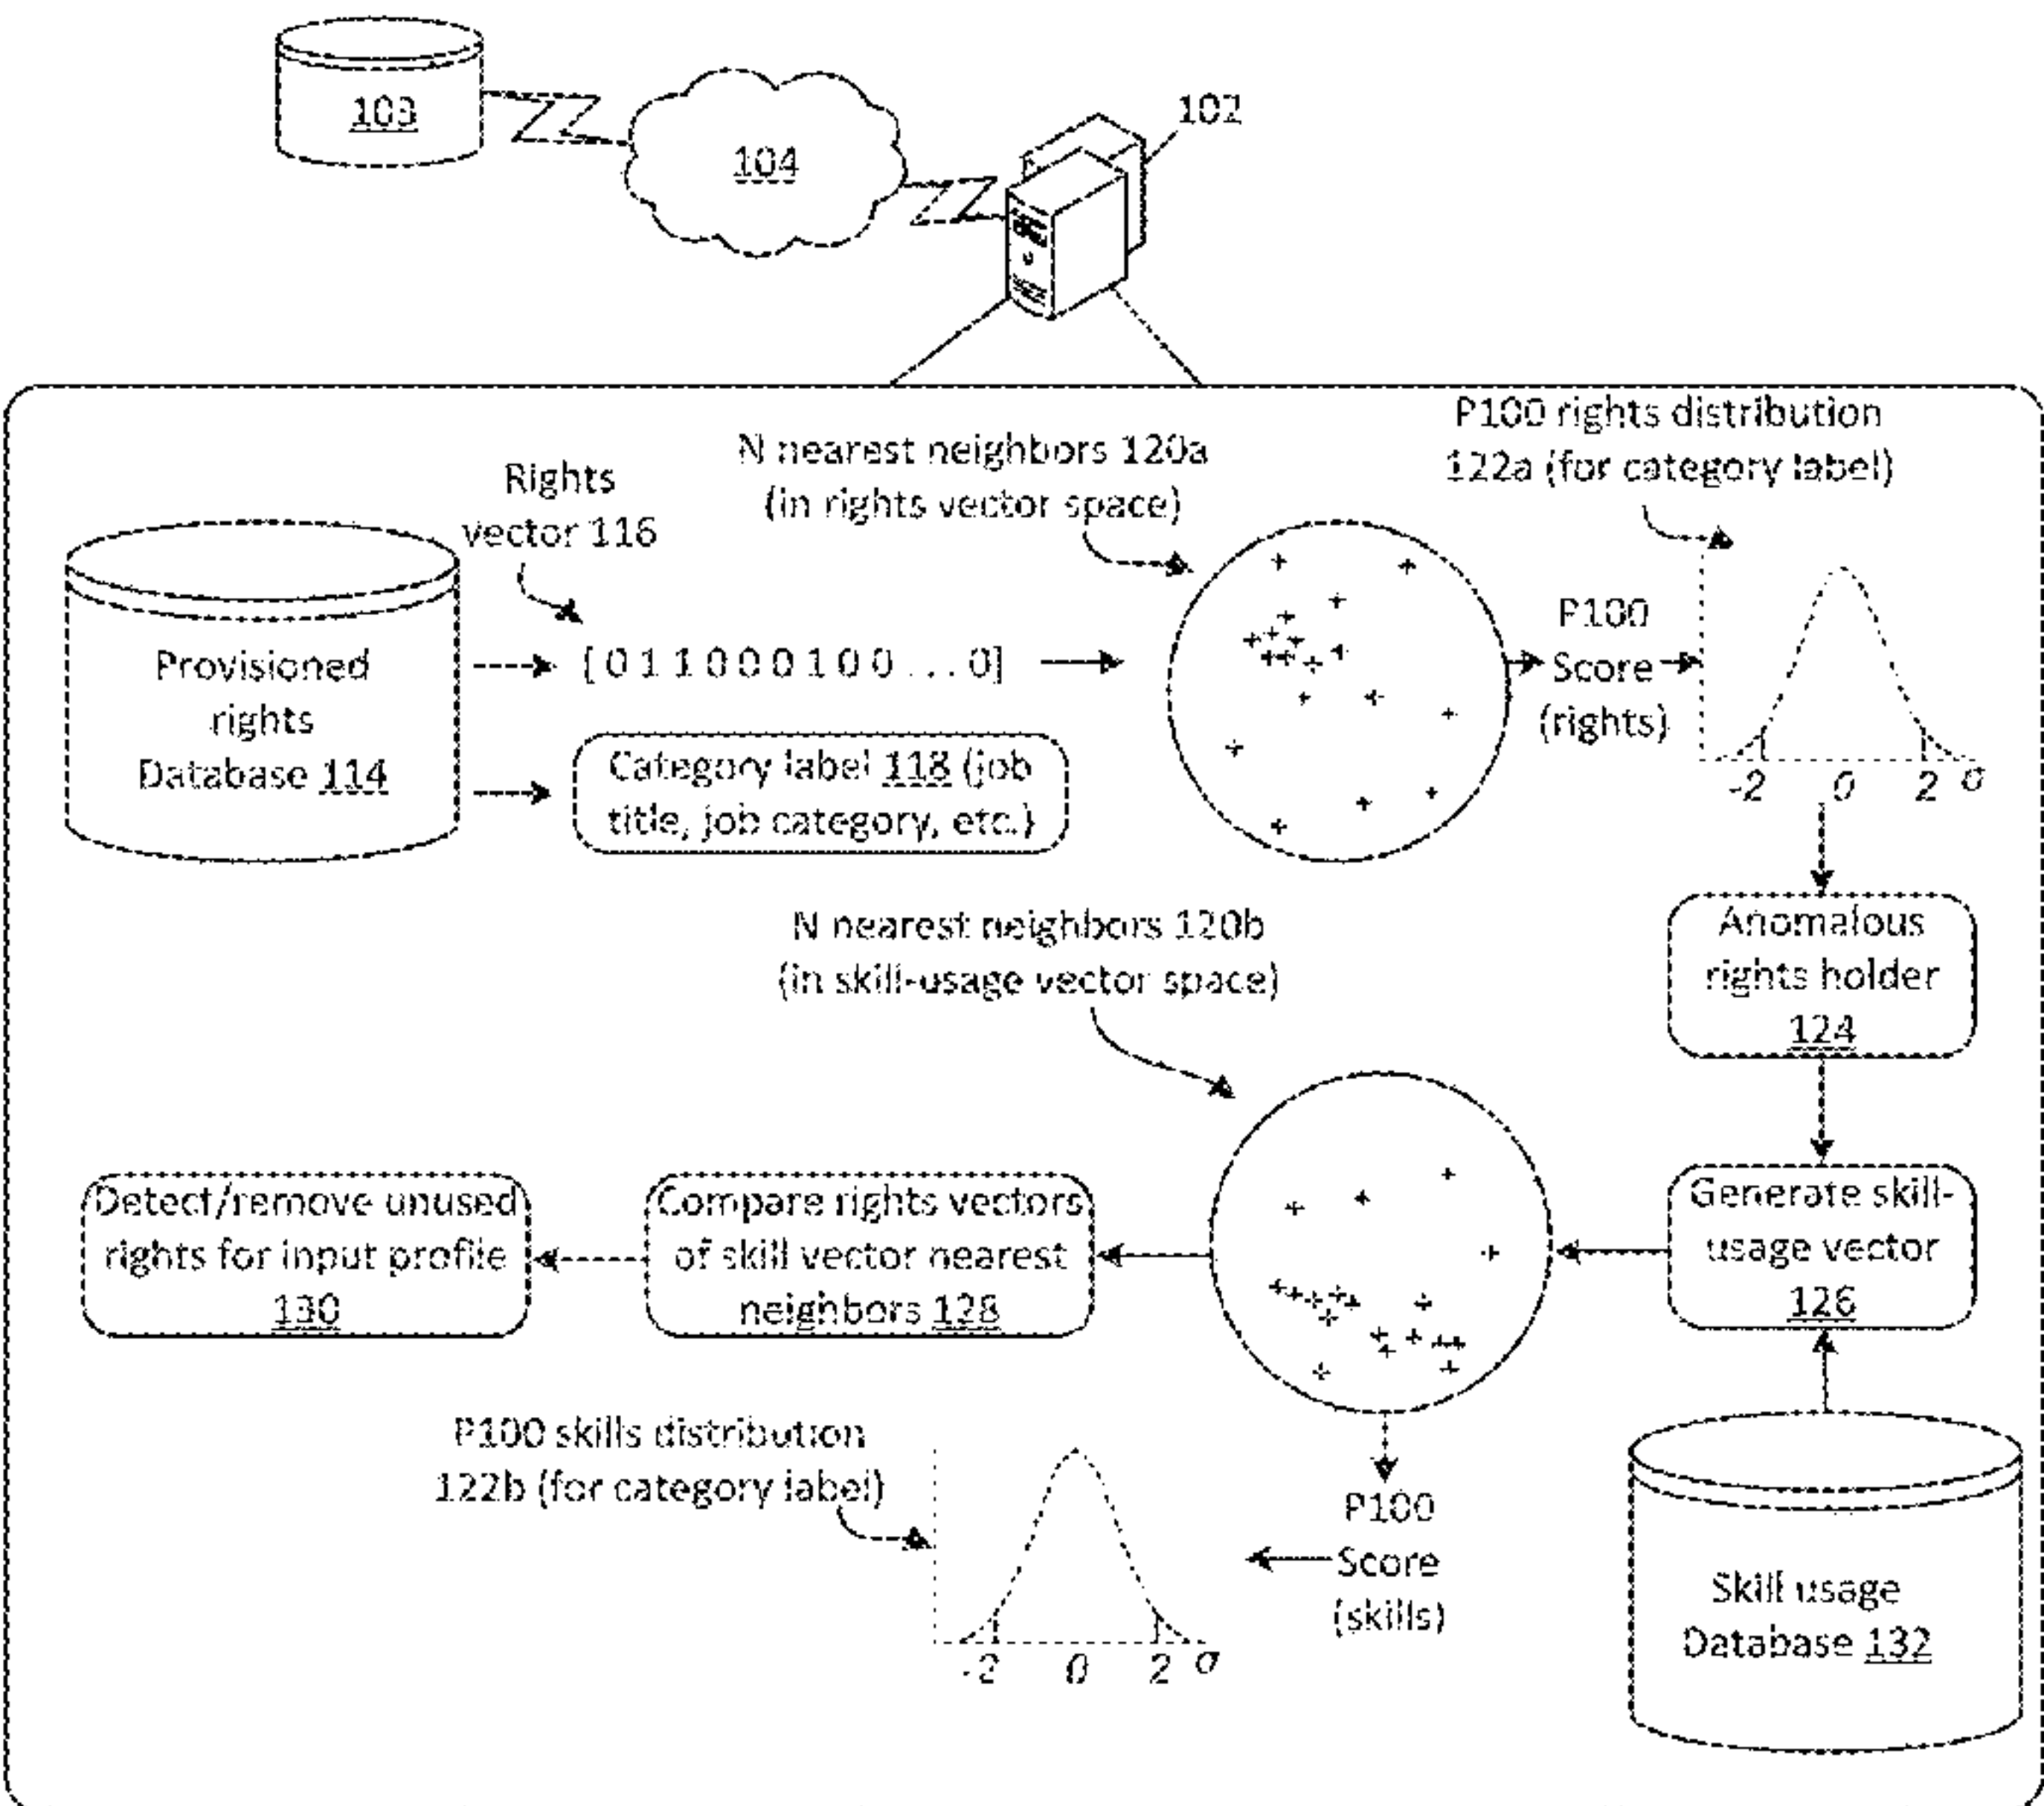 103
104
102
P100 rights distribution
122a (for category label)
N nearest neighbors 120a
(in rights vector space)
Rights
vector 116
Provisioned
rights
Database 114
[0 1 1 0 0 0 1 0 0 ... 0]
Category label 118 (job
title, job category, etc.)
P100
Score
(rights)
-2 0 2 σ
N nearest neighbors 120b
(in skill-usage vector space)
Anomalous
rights holder
124
Generate skill-
usage vector
126
Compare rights vectors
of skill vector nearest
neighbors 128
Detect/remove unused
rights for input profile
130
P100 skills distribution
122b (for category label)
-2 0 2 σ
P100
Score
(skills)
Skill usage
Database 132